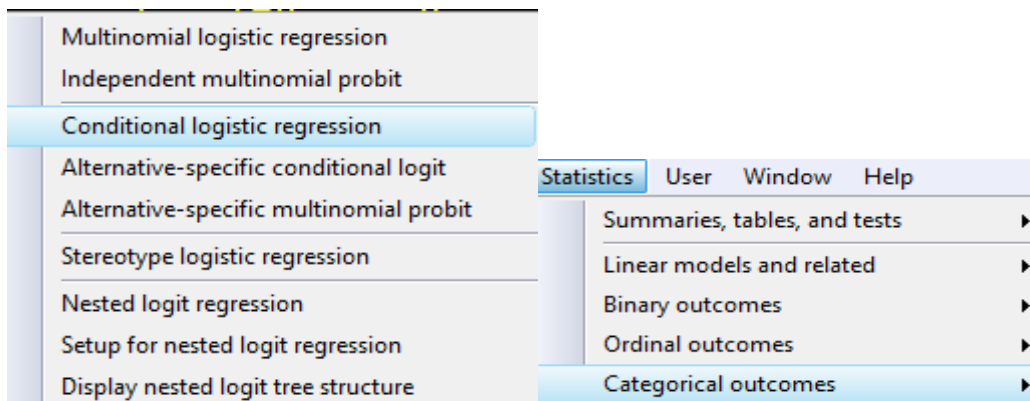 Multinomial logistic regression
Independent multinomial probit
Conditional logistic regression
Alternative-specific conditional logit
Alternative-specific multinomial probit
Stereotype logistic regression
Nested logit regression
Setup for nested logit regression
Display nested logit tree structure
Statistics User Window Help
Summaries, tables, and tests
Linear models and related
Binary outcomes
Ordinal outcomes
Categorical outcomes